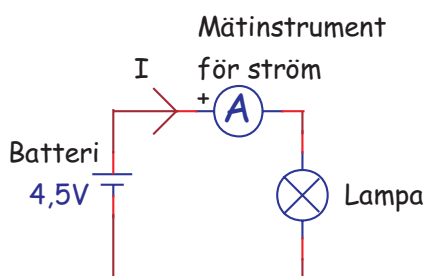 Mätinstrument
för ström
I
+
A
Batteri
4,5V
Lampa